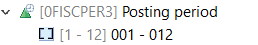 [0FISCPER3] Posting period
[1 - 12] 001 - 012